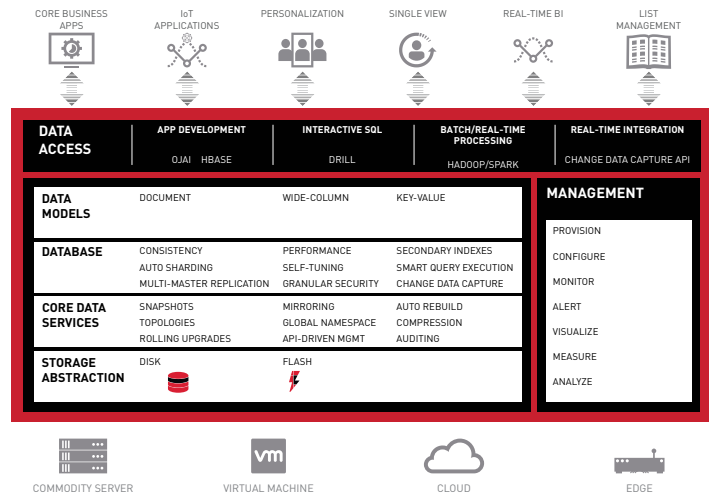 CORE BUSINESS
APPS
IoT
APPLICATIONS
PERSONALIZATION
SINGLE VIEW
REAL-TIME BI
LIST
MANAGEMENT
DATA
ACCESS
APP DEVELOPMENT
OJAI HBASE
INTERACTIVE SQL
DRILL
BATCH/REAL-TIME
PROCESSING
HADOOP/SPARK
REAL-TIME INTEGRATION
CHANGE DATA CAPTURE API
DATA
MODELS
DOCUMENT WIDE-COLUMN KEY-VALUE
DATABASE
CONSISTENCY PERFORMANCE SECONDARY INDEXES
AUTO SHARDING SELF-TUNING SMART QUERY EXECUTION
MULTI-MASTER REPLICATION GRANULAR SECURITY CHANGE DATA CAPTURE
CORE DATA
SERVICES
SNAPSHOTS MIRRORING AUTO REBUILD
TOPOLOGIES GLOBAL NAMESPACE COMPRESSION
ROLLING UPGRADES API-DRIVEN MGMT AUDITING
STORAGE
ABSTRACTION
DISK FLASH
MANAGEMENT
PROVISION
CONFIGURE
MONITOR
ALERT
VISUALIZE
MEASURE
ANALYZE
vm
COMMODITY SERVER
VIRTUAL MACHINE
CLOUD
EDGE